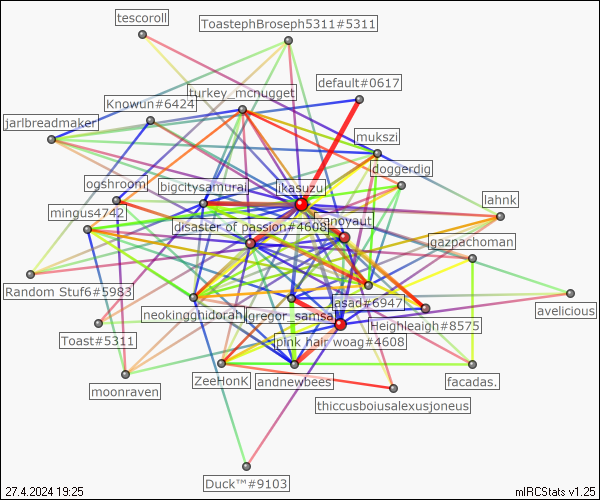 tescoroll
ToastephBroseph5311#5311
default#0617
turkey_mcnugget
Knowun#6424
jarlbreadmaker
mukszi
doggerdig
ogshroom
bigcitysamurai
ikasuzu
lahnk
mingus4742
disaster of passion#4608
gazpachoman
Random Stuf6#5983
asad#6947
avelicious
neokingghidorah
gregor_samsa
Heighleaigh#8575
Toast#5311
pink hair woag#4608
moonraven
ZeeHonK
andnewbees
facadas.
thiccusboiusalexusjoneus
Duck™#9103
27.4.2024 19:25
mIRCStats v1.25